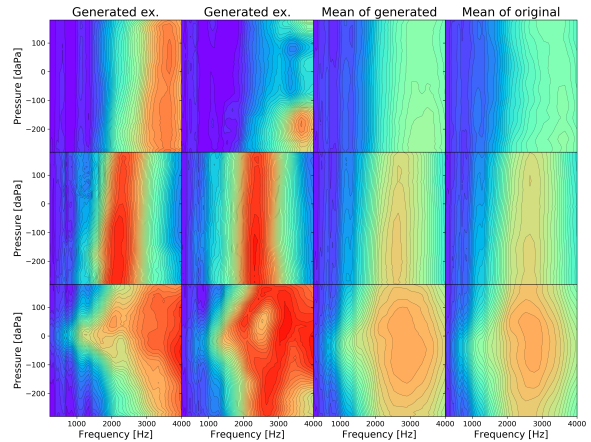 Generated ex. Generated ex. Mean of generated Mean of original
Pressure [daPa]
100
0
−100
−200
Pressure [daPa]
100
0
−100
−200
Pressure [daPa]
100
0
−100
−200
1000 2000 3000 4000 1000 2000 3000 4000 1000 2000 3000 4000 1000 2000 3000 4000
Frequency [Hz] Frequency [Hz] Frequency [Hz] Frequency [Hz]